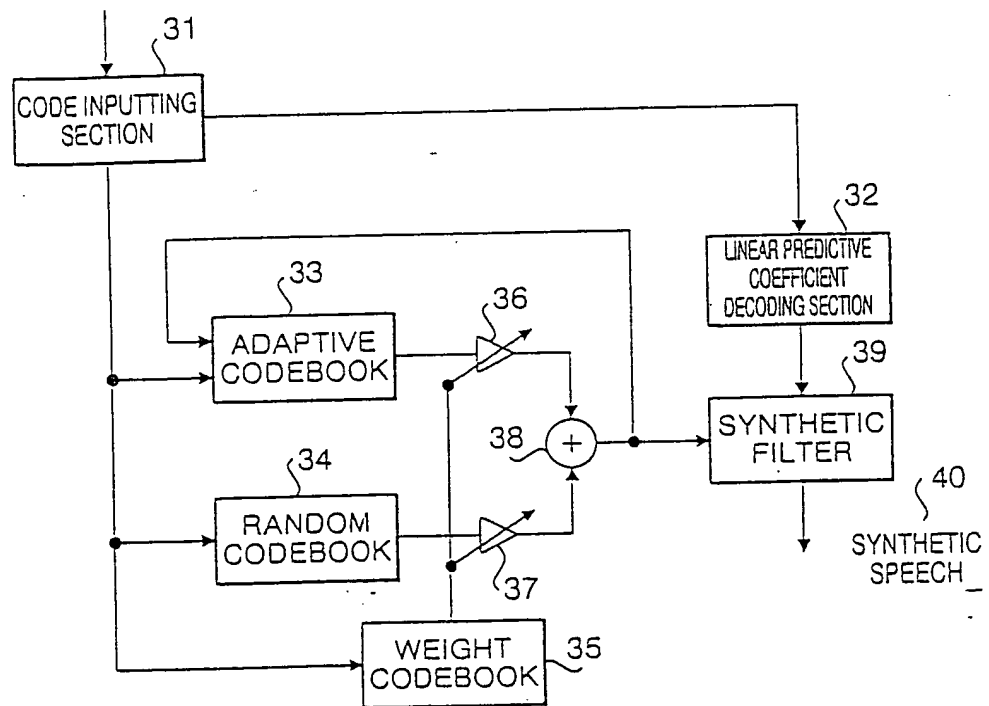 31
CODE INPUTTING
SECTION
32
LINEAR PREDICTIVE
COEFFICIENT
DECODING SECTION
33
ADAPTIVE
CODEBOOK
36
39
SYNTHETIC
FILTER
38
+
34
RANDOM
CODEBOOK
37
40
SYNTHETIC
SPEECH
WEIGHT
CODEBOOK
35